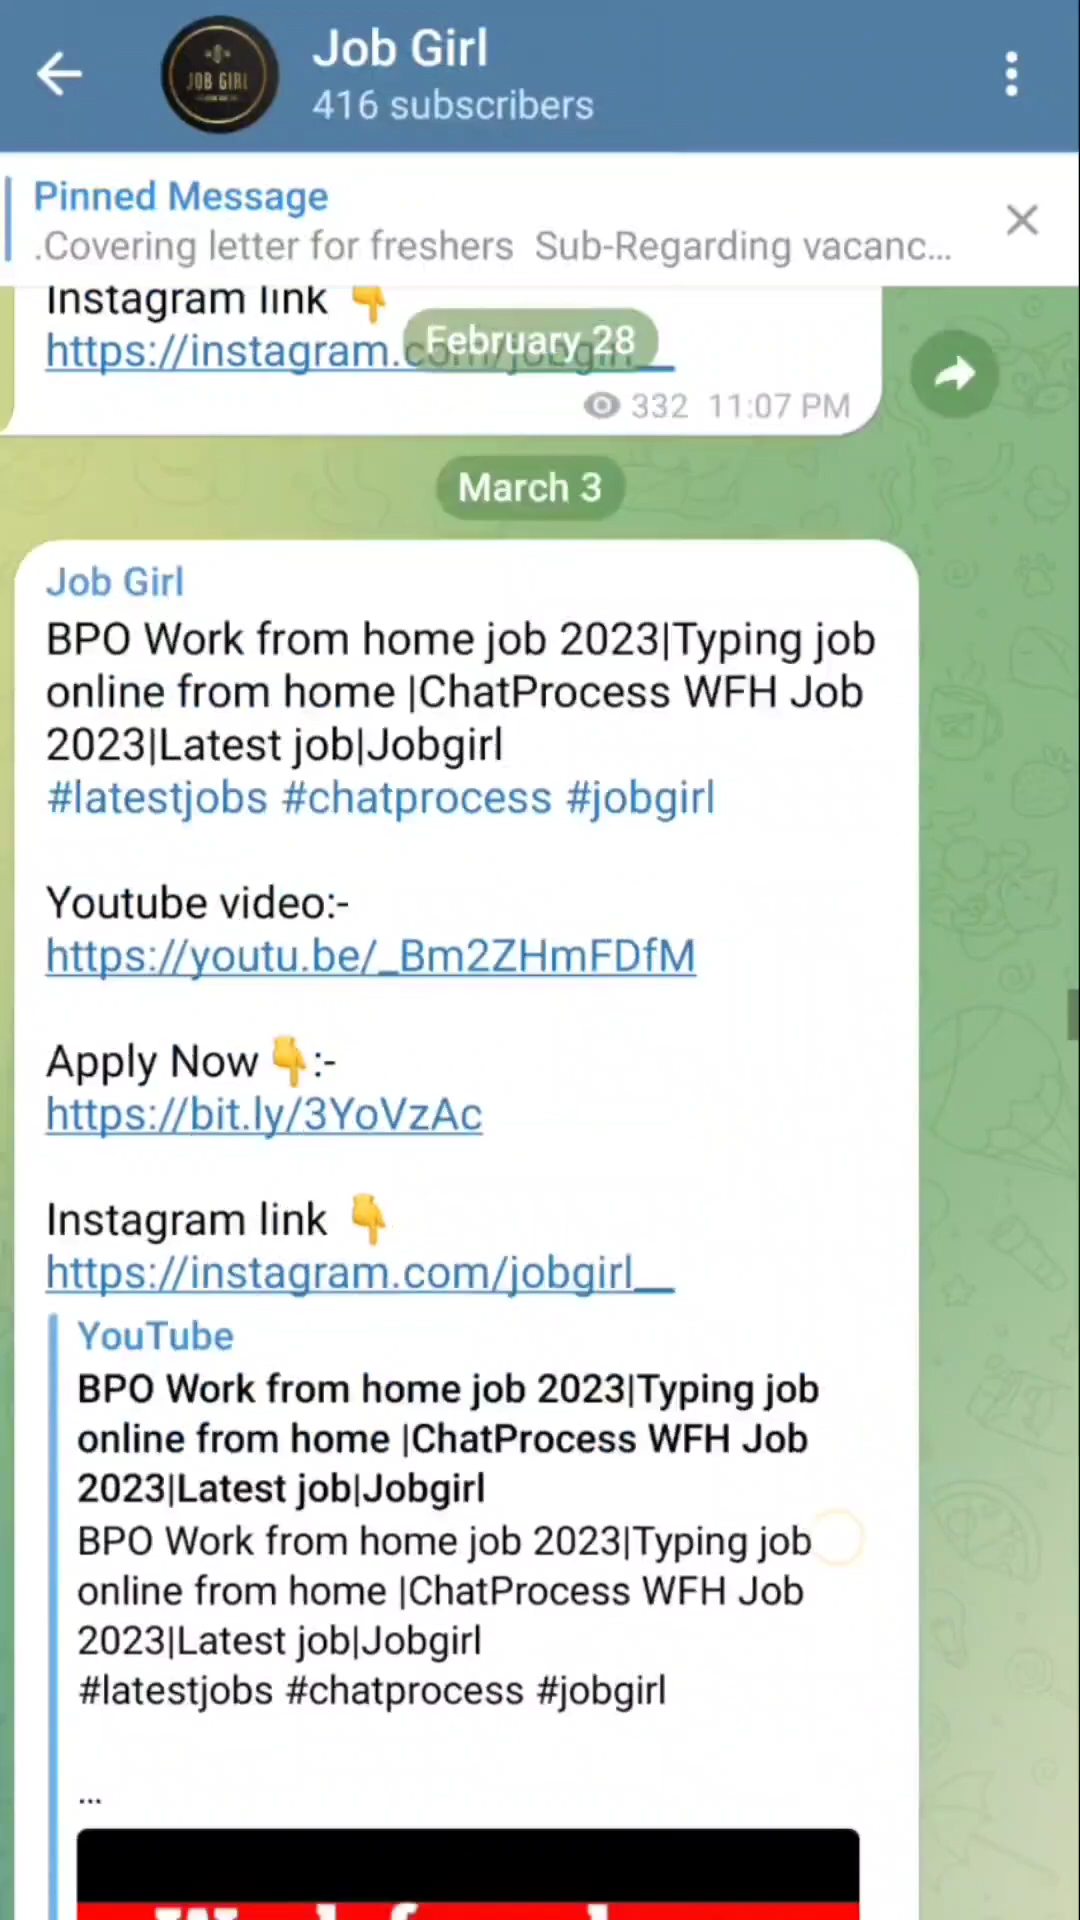 Job Girl
JOB GIRL
416 subscribers
Pinned Message
.Covering letter for freshers Sub-Regarding vacanc...
Instagram link 👇
https://instagram.com/jobgirl__
February 28
332 11:07 PM
March 3
Job Girl
BPO Work from home job 2023|Typing job
online from home |ChatProcess WFH Job
2023|Latest job|Jobgirl
#latestjobs #chatprocess #jobgirl
Youtube video:-
https://youtu.be/_Bm2ZHmFDfM
Apply Now 👇:-
https://bit.ly/3YoVzAc
Instagram link 👇
https://instagram.com/jobgirl__
YouTube
BPO Work from home job 2023|Typing job
online from home |ChatProcess WFH Job
2023|Latest job|Jobgirl
BPO Work from home job 2023|Typing job
online from home |ChatProcess WFH Job
2023|Latest job|Jobgirl
#latestjobs #chatprocess #jobgirl
...